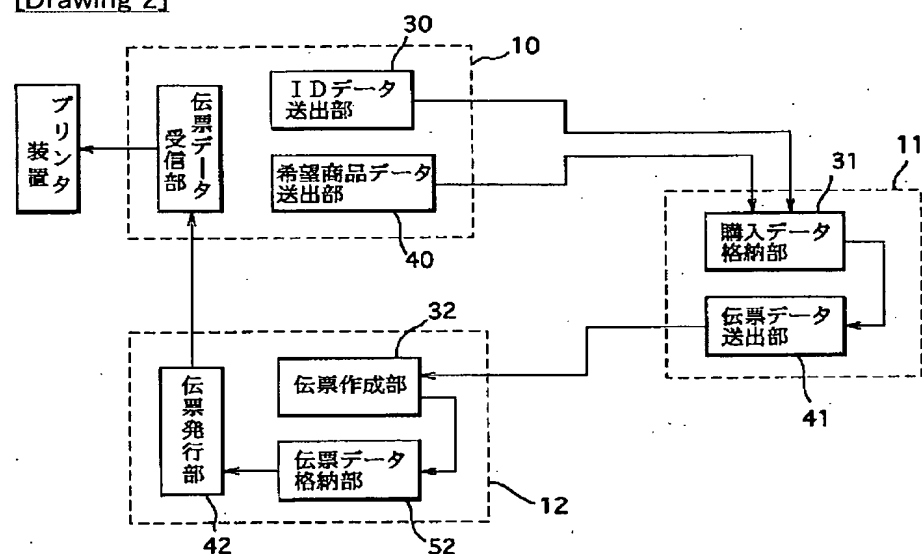 [Drawing 2]
30
10
IDデータ
送出部
伝票データ
受信部
プリンタ
装置
希望商品データ
送出部
40
11
31
購入データ
格納部
伝票データ
送出部
41
32
伝票作成部
伝票発行部
伝票データ
格納部
12
42
52